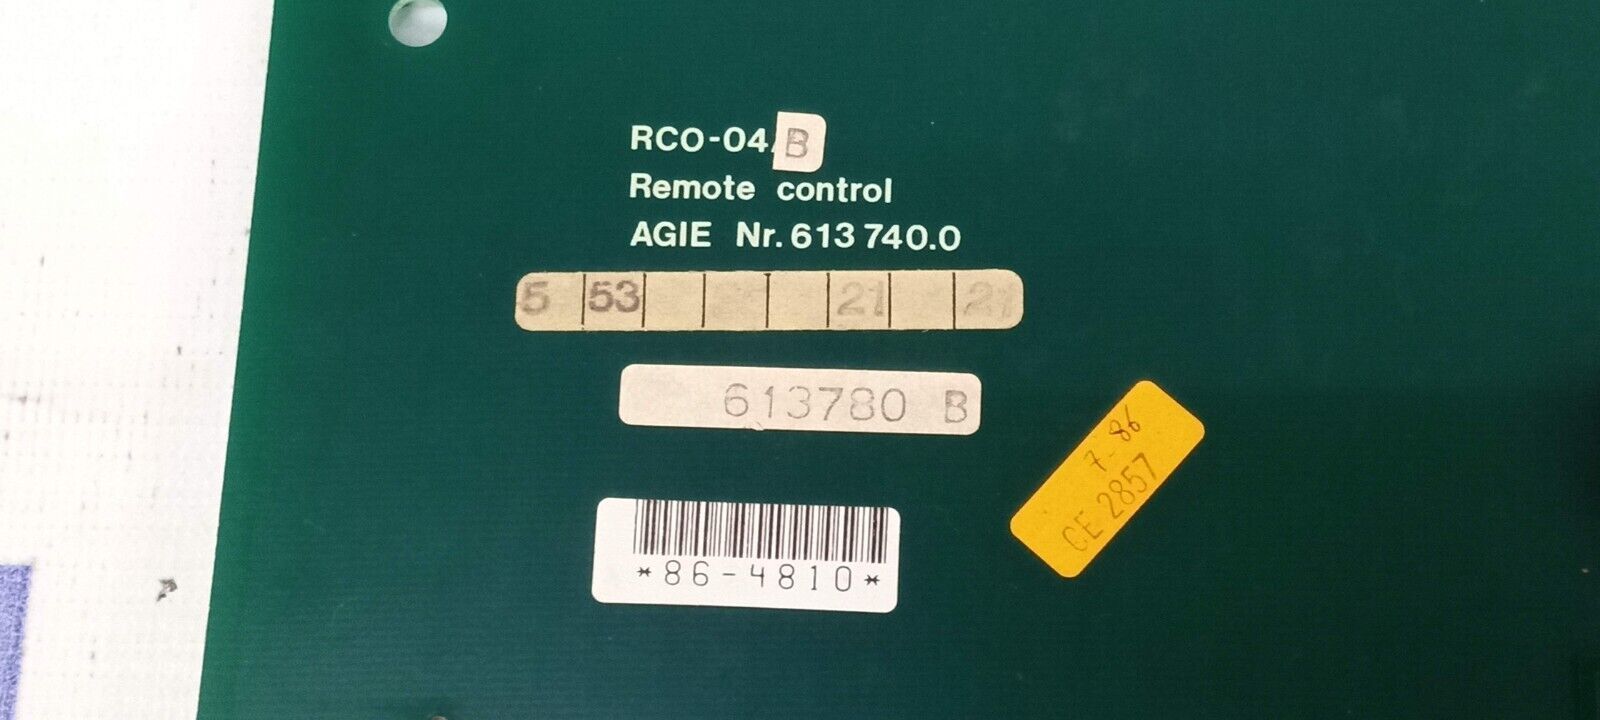 RCO-04 B
Remote control
AGIE Nr. 613 740.0
5 53 21 21
613780 B
7-86
CE 2857
*86-4810*